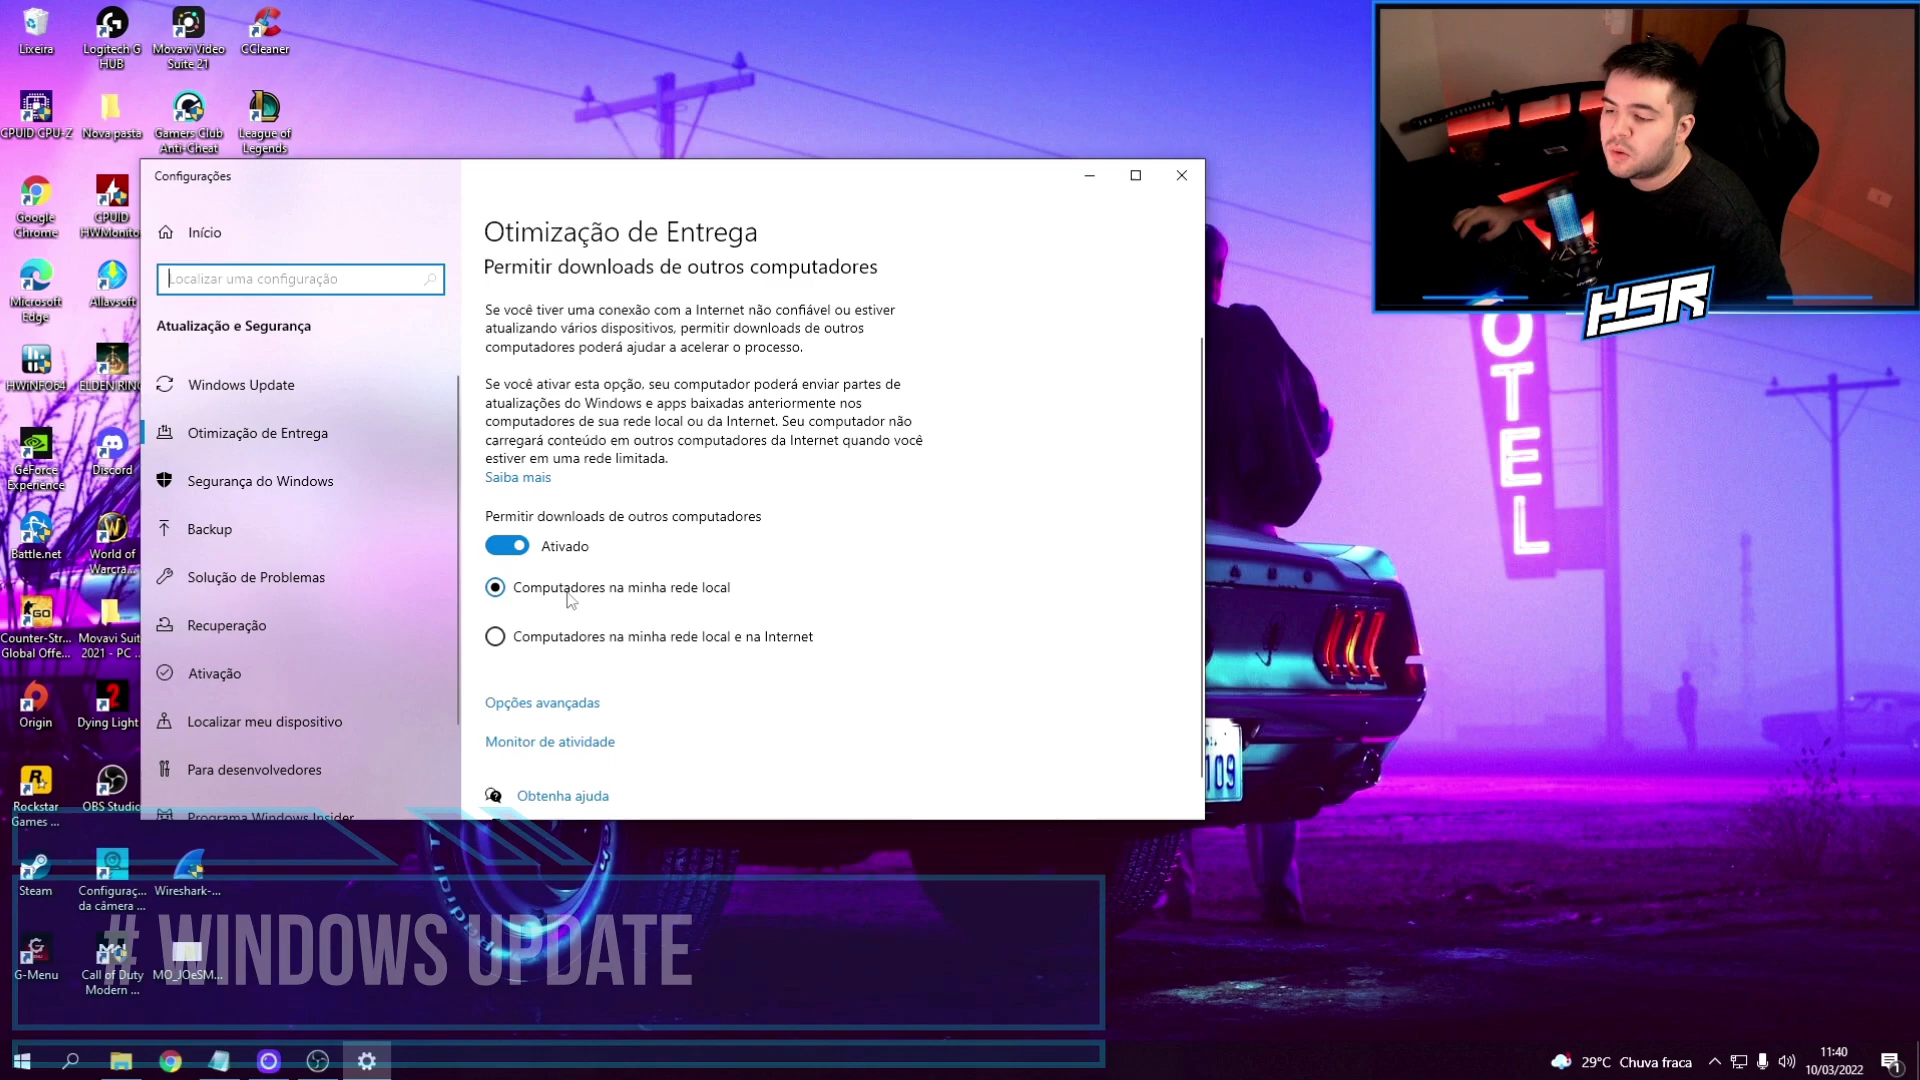 Lixeira
Logitech G
HUB
Movavi Video
Suite 21
CCleaner
CPUID CPU-Z
Nova pasta
Gamers Club
Anti-Cheat
League of
Legends
Google
Chrome
CPUID
HWMonito
Microsoft
Edge
Allavsoft
HWiNFO64
ELDEN RING
GeForce
Experience
Discord
Battle.net
World of
Warcra...
Counter-Str...
Global Offe...
Movavi Suit
2021 - PC ...
Origin
Dying Light
Rockstar
Games ...
OBS Studio
Steam
Configuraç...
da câmera ...
Wireshark-...
G-Menu
Call of Duty
Modern ...
MO_JOeSM...
Configurações
Início
Localizar uma configuração
Atualização e Segurança
Windows Update
Otimização de Entrega
Segurança do Windows
Backup
Solução de Problemas
Recuperação
Ativação
Localizar meu dispositivo
Para desenvolvedores
Programa Windows Insider
Otimização de Entrega
Permitir downloads de outros computadores
Se você tiver uma conexão com a Internet não confiável ou estiver
atualizando vários dispositivos, permitir downloads de outros
computadores poderá ajudar a acelerar o processo.
Se você ativar esta opção, seu computador poderá enviar partes de
atualizações do Windows e apps baixadas anteriormente nos
computadores de sua rede local ou da Internet. Seu computador não
carregará conteúdo em outros computadores da Internet quando você
estiver em uma rede limitada.
Saiba mais
Permitir downloads de outros computadores
Ativado
Computadores na minha rede local
Computadores na minha rede local e na Internet
Opções avançadas
Monitor de atividade
Obtenha ajuda
HSR
OTEL
109
Radial
# WINDOWS UPDATE
29°C Chuva fraca
11:40
10/03/2022
1